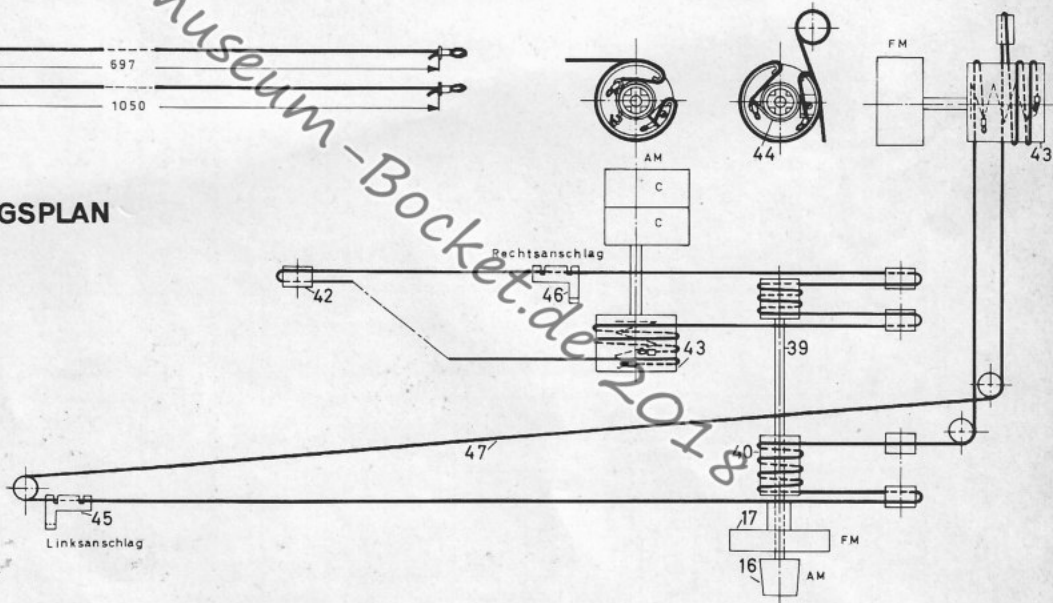 697
1050
GSPLAN
Museum-Bocket.de 2018
AM
C
C
44
FM
43
Rechtsanschlag
42
46
43
39
47
40
45
Linksanschlag
17
FM
16
AM